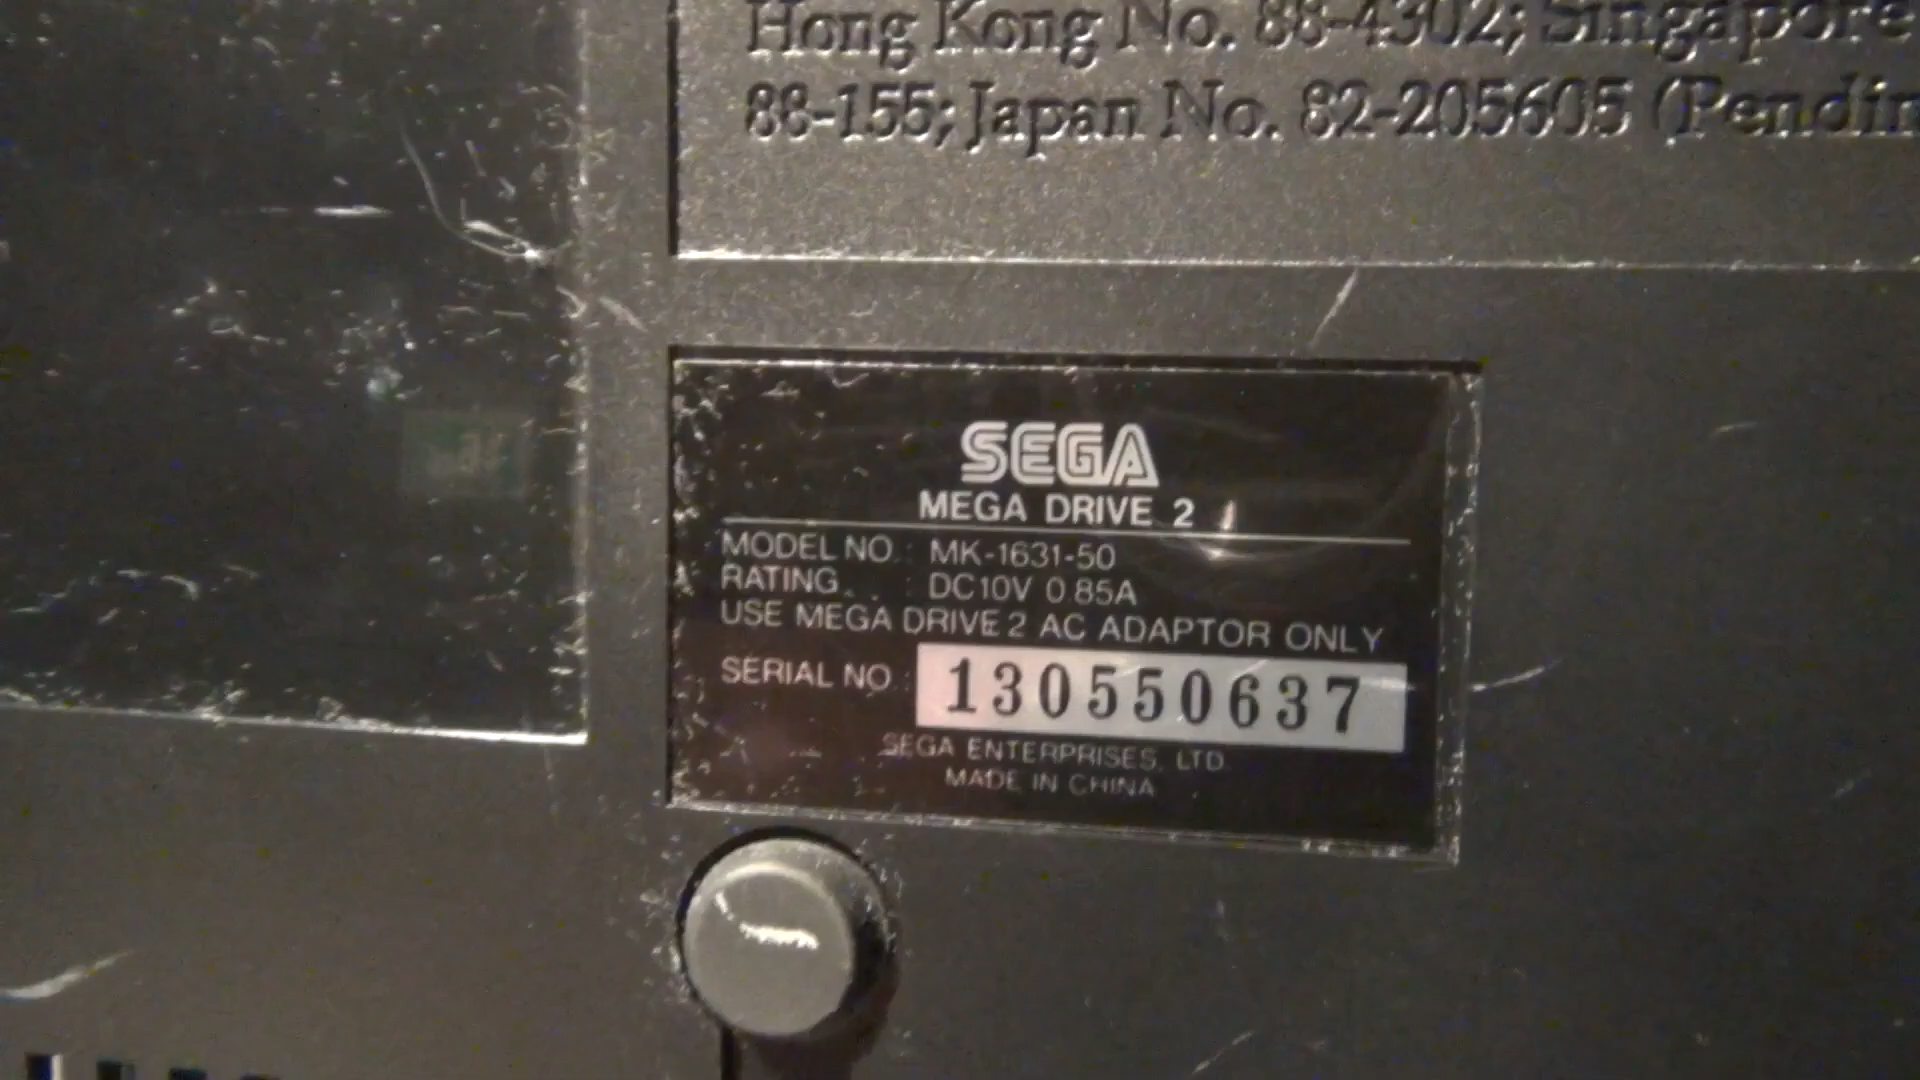 Hong Kong No. 88-4302; Singapore
88-155; Japan No. 82-205605 (Pendin
SEGA
MEGA DRIVE 2
MODEL NO. : MK-1631-50
RATING. . : DC10V 0.85A
USE MEGA DRIVE 2 AC ADAPTOR ONLY
SERIAL NO : 130550637
SEGA ENTERPRISES, LTD.
MADE IN CHINA